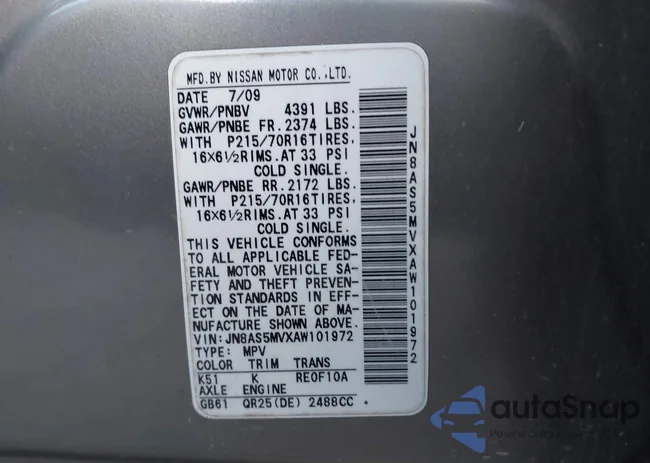 MFD.BY NISSAN MOTOR CO.,LTD.
DATE 7/09
GVWR/PNBV 4391 LBS.
GAWR/PNBE FR. 2374 LBS.
WITH P215/70R16TIRES,
16X6½RIMS.AT 33 PSI
COLD SINGLE.
GAWR/PNBE RR. 2172 LBS.
WITH P215/70R16TIRES,
16X6½RIMS.AT 33 PSI
COLD SINGLE.
THIS VEHICLE CONFORMS
TO ALL APPLICABLE FED-
ERAL MOTOR VEHICLE SA-
FETY AND THEFT PREVEN-
TION STANDARDS IN EFF-
ECT ON THE DATE OF MA-
NUFACTURE SHOWN ABOVE.
VIN: JN8AS5MVXAW101972
TYPE: MPV
COLOR TRIM TRANS
K51 K RE0F10A
AXLE ENGINE
GB61 QR25(DE) 2488CC
JN8AS5MVXAW101972
autoSnap